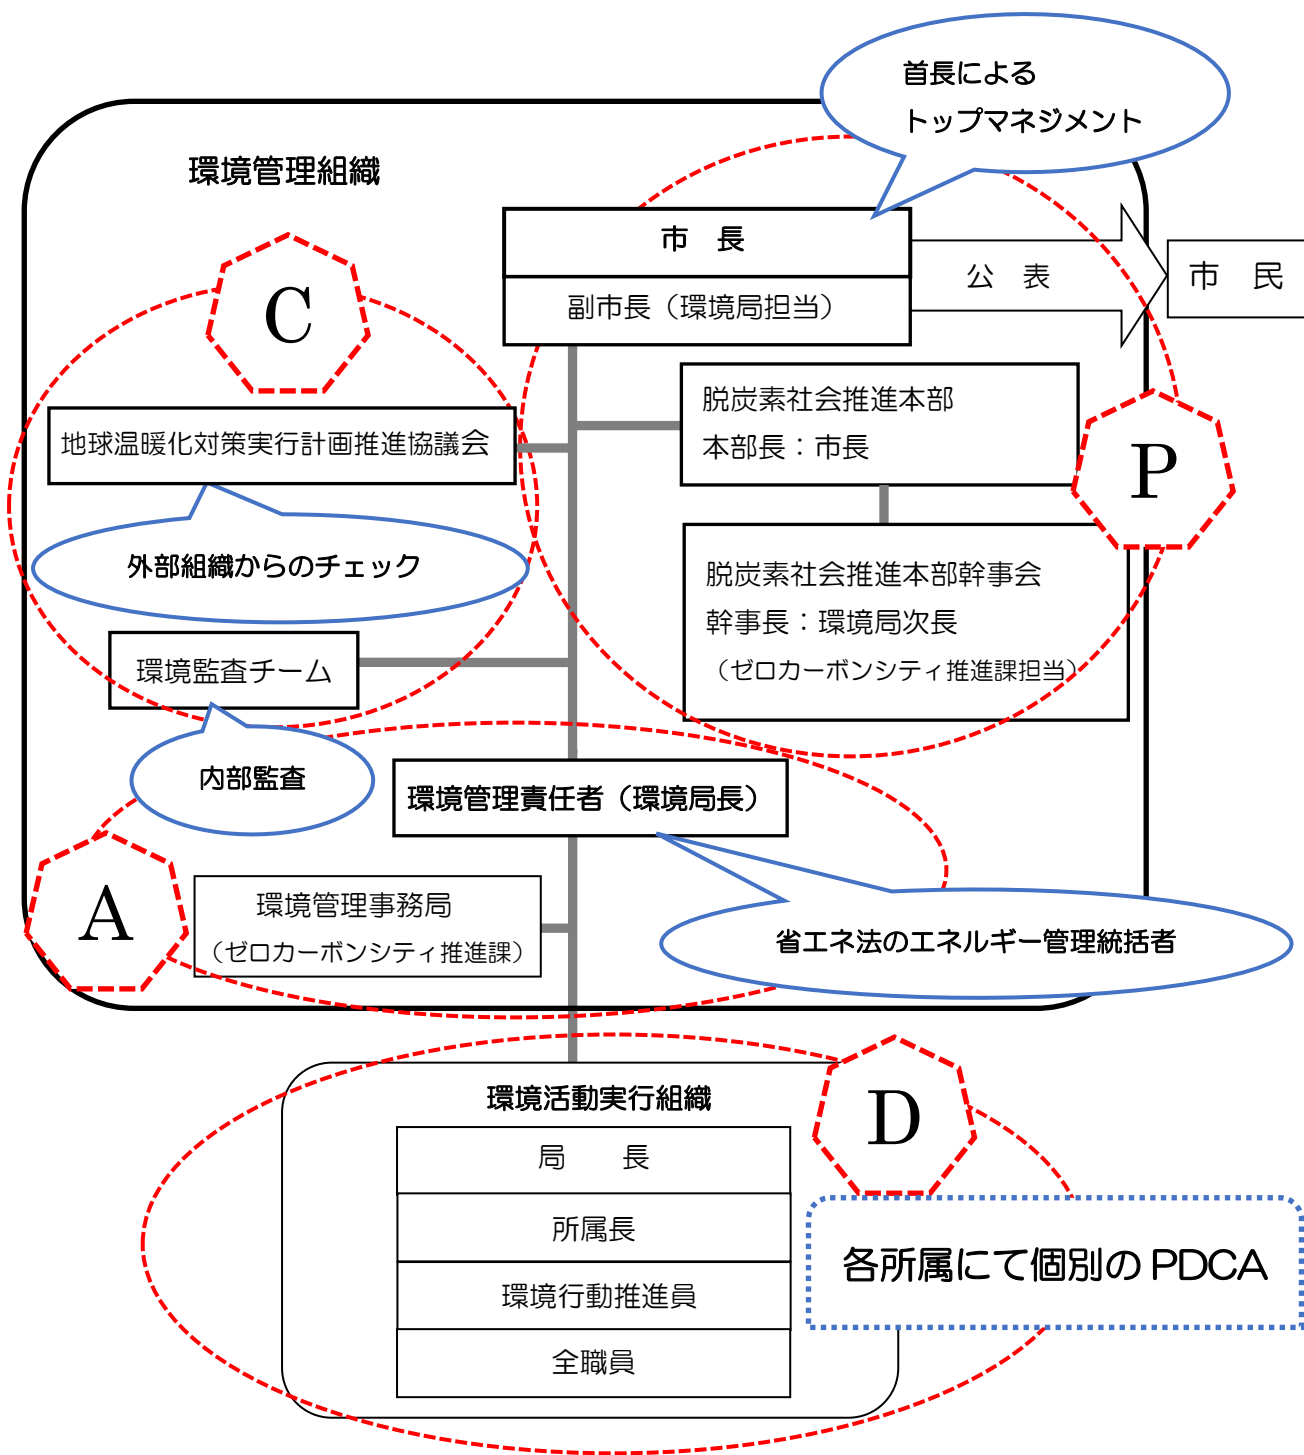 首長による
トップマネジメント
環境管理組織
市　長
副市長（環境局担当）
公　表
市　民
C
地球温暖化対策実行計画推進協議会
脱炭素社会推進本部
本部長：市長
P
外部組織からのチェック
脱炭素社会推進本部幹事会
幹事長：環境局次長
（ゼロカーボンシティ推進課担当）
環境監査チーム
内部監査
環境管理責任者（環境局長）
A
環境管理事務局
（ゼロカーボンシティ推進課）
省エネ法のエネルギー管理統括者
環境活動実行組織
D
局　　長
所属長
環境行動推進員
全職員
各所属にて個別の PDCA